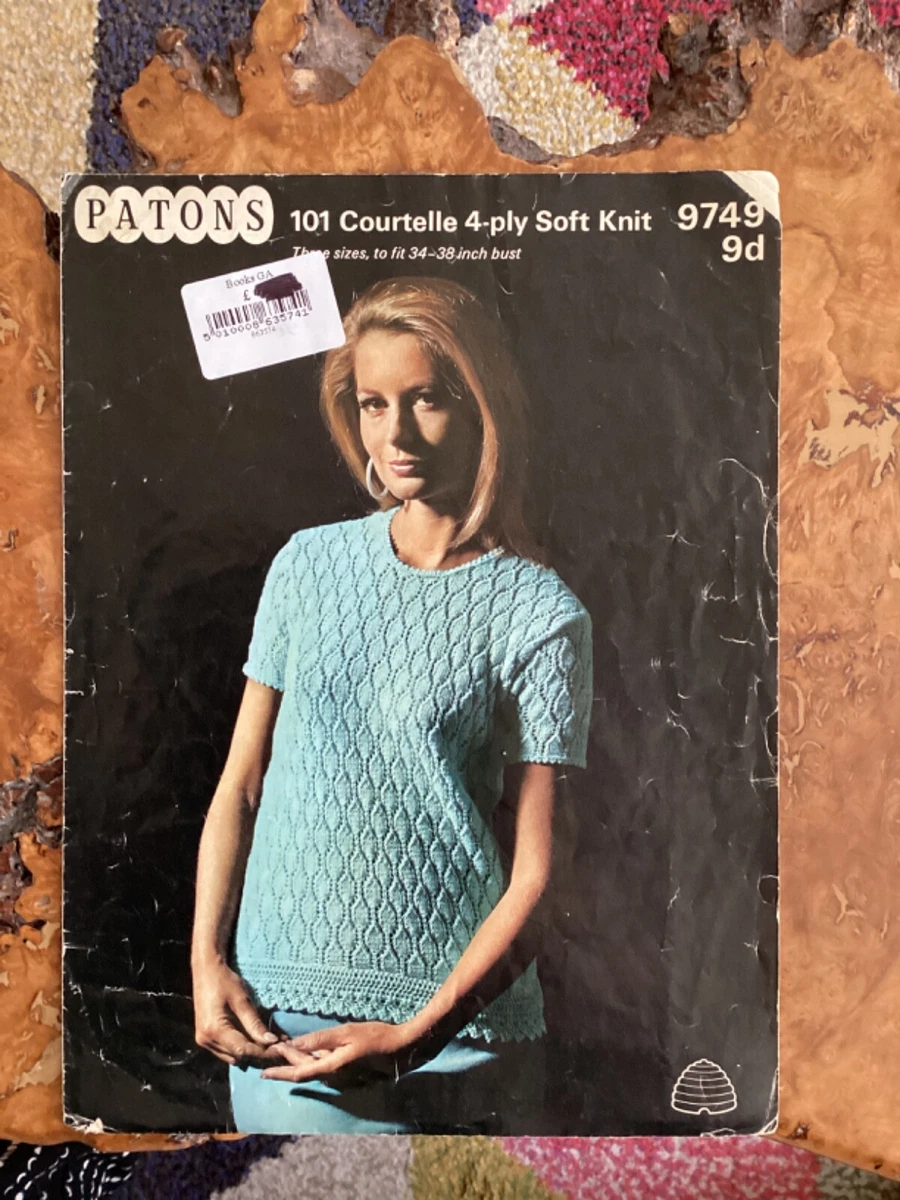 PATONS
101 Courtelle 4-ply Soft Knit
9749
9d
Three sizes, to fit 34-38 inch bust
Books GA
£
5 010008 635741